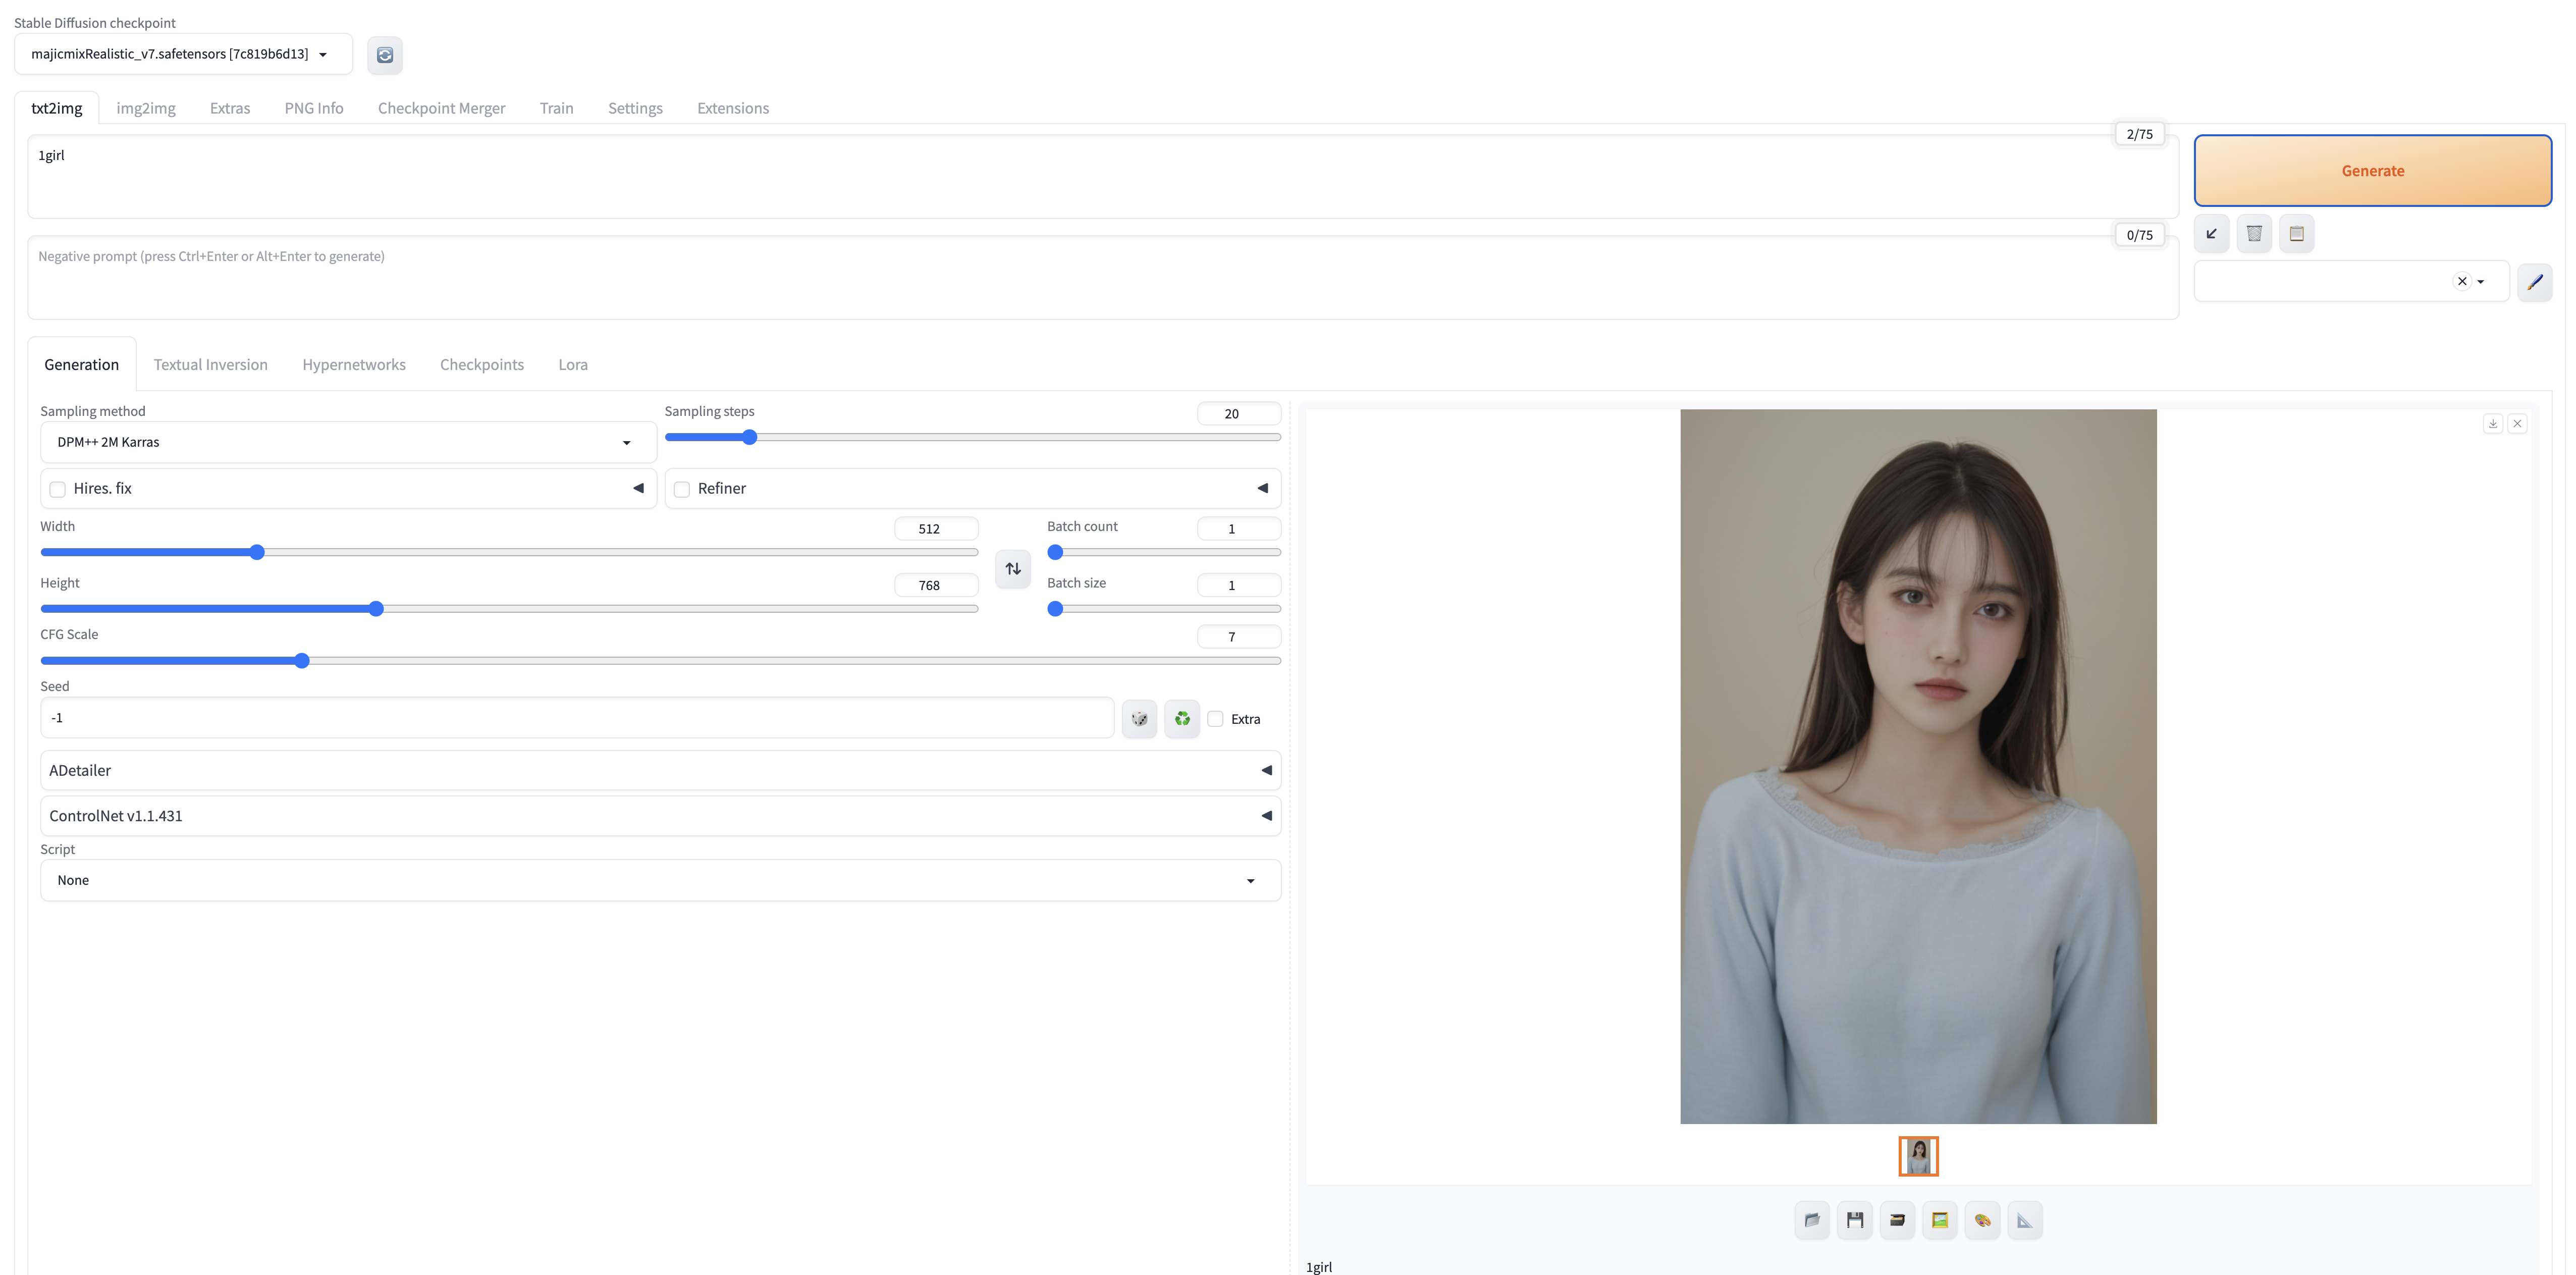 Stable Diffusion checkpoint
majicmixRealistic_v7.safetensors [7c819b6d13]
txt2img img2img Extras PNG Info Checkpoint Merger Train Settings Extensions
2/75
1girl
Generate
0/75
Negative prompt (press Ctrl+Enter or Alt+Enter to generate)
Generation Textual Inversion Hypernetworks Checkpoints Lora
Sampling method
DPM++ 2M Karras
Sampling steps
20
Hires. fix
Refiner
Width
512
Batch count
1
Height
768
Batch size
1
CFG Scale
7
Seed
-1
Extra
ADetailer
ControlNet v1.1.431
Script
None
1girl